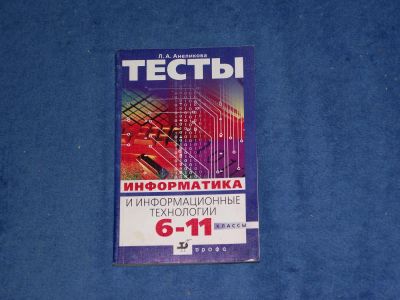 Л. А. Анеликова
ТЕСТЫ
ИНФОРМАТИКА
И ИНФОРМАЦИОННЫЕ
ТЕХНОЛОГИИ
6-11
КЛАССЫ
дрофа